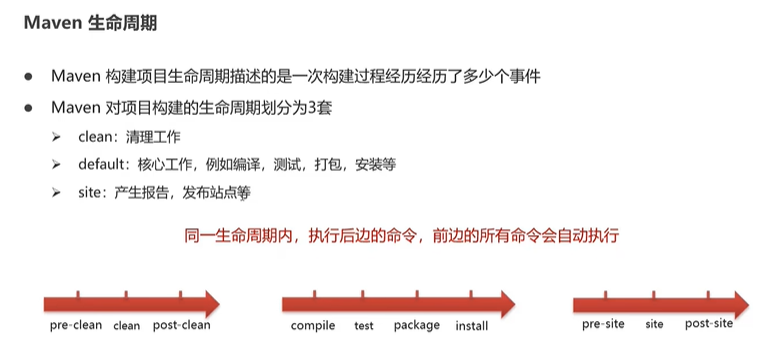 Maven 生命周期
● Maven 构建项目生命周期描述的是一次构建过程经历经历了多少个事件
● Maven 对项目构建的生命周期划分为3套
➢ clean：清理工作
➢ default：核心工作，例如编译，测试，打包，安装等
➢ site：产生报告，发布站点等
同一生命周期内，执行后边的命令，前边的所有命令会自动执行
pre-clean clean post-clean compile test package install pre-site site post-site